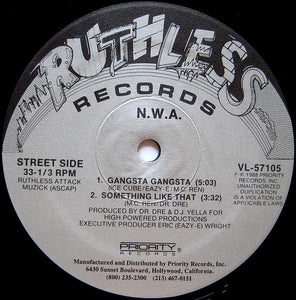 RUTHLESS
RECORDS
N.W.A.
STREET SIDE
33-1/3 RPM
RUTHLESS ATTACK
MUZICK (ASCAP)
VL-57105
℗ © 1988 PRIORITY
RECORDS, INC.
UNAUTHORIZED
DUPLICATION
IS A VIOLATION OF
APPLICABLE LAWS
1. GANGSTA GANGSTA (5:03)
(ICE CUBE/EAZY-E/M.C. REN)
2. SOMETHING LIKE THAT (3:32)
(M.C. REN/DR. DRE)
PRODUCED BY DR. DRE & D.J. YELLA FOR
HIGH POWERED PRODUCTIONS
EXECUTIVE PRODUCER ERIC (EAZY-E) WRIGHT
PRIORITY
RECORDS
Manufactured and Distributed by Priority Records, Inc.
6430 Sunset Boulevard, Hollywood, California.
(800) 235-2300 (213) 467-0151